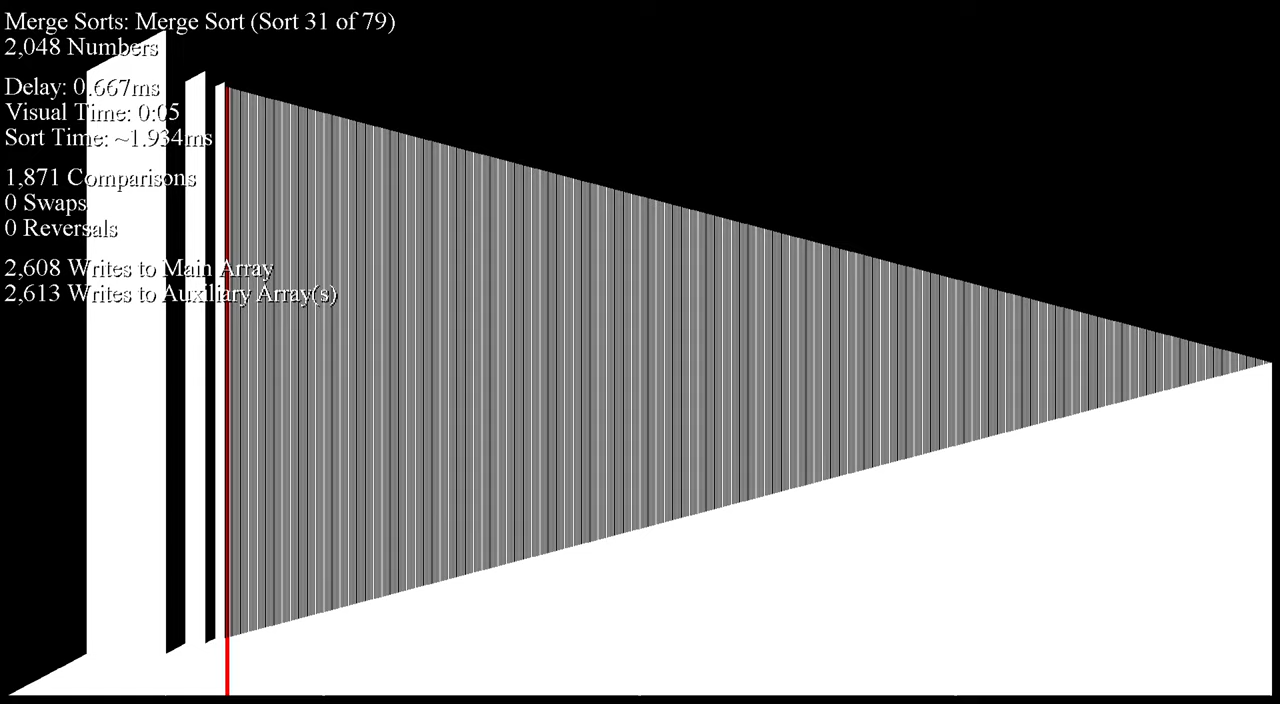 Merge Sorts: Merge Sort (Sort 31 of 79)
2,048 Numbers
Delay: 0.667ms
Visual Time: 0:05
Sort Time: ~1.934ms
1,871 Comparisons
0 Swaps
0 Reversals
2,608 Writes to Main Array
2,613 Writes to Auxiliary Array(s)